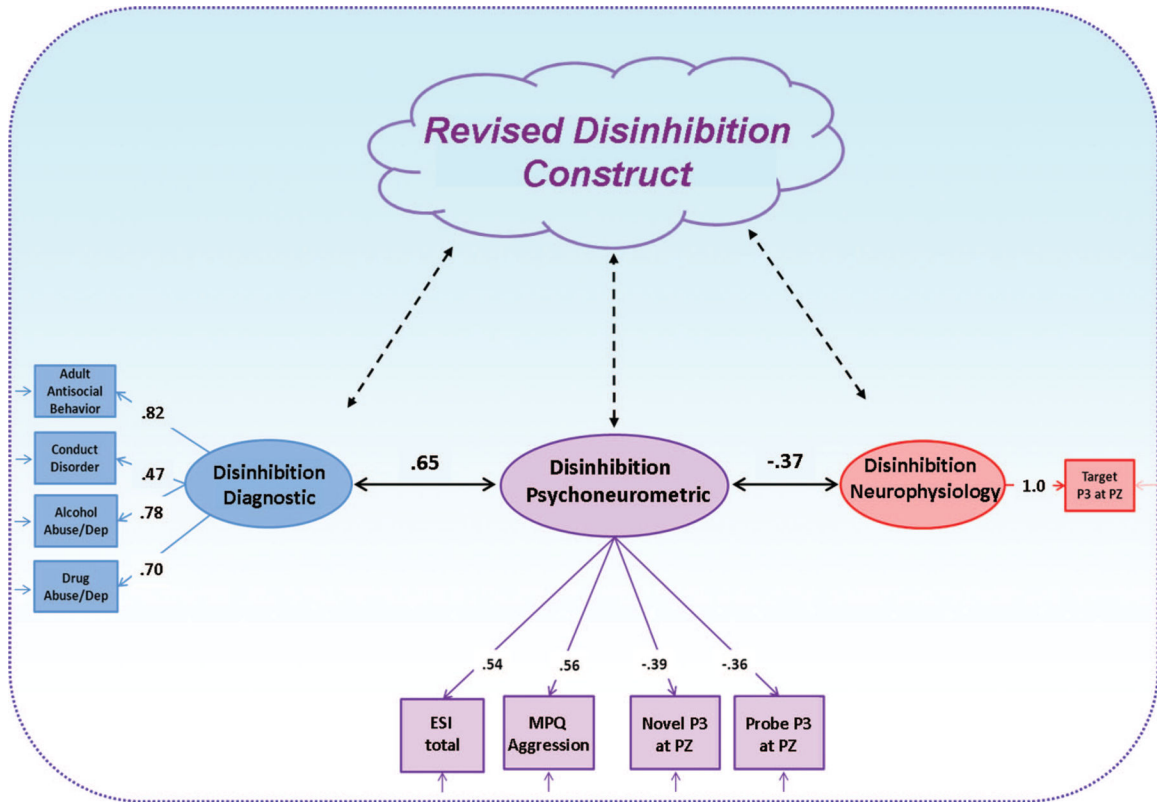 Revised Disinhibition
Construct
Adult
Antisocial
Behavior
.82
Conduct
Disorder
.47
Alcohol
Abuse/Dep
.78
Drug
Abuse/Dep
.70
Disinhibition
Diagnostic
.65
Disinhibition
Psychoneurometric
-.37
Disinhibition
Neurophysiology
1.0
Target
P3 at PZ
.54
.56
-.39
-.36
ESI
total
MPQ
Aggression
Novel P3
at PZ
Probe P3
at PZ